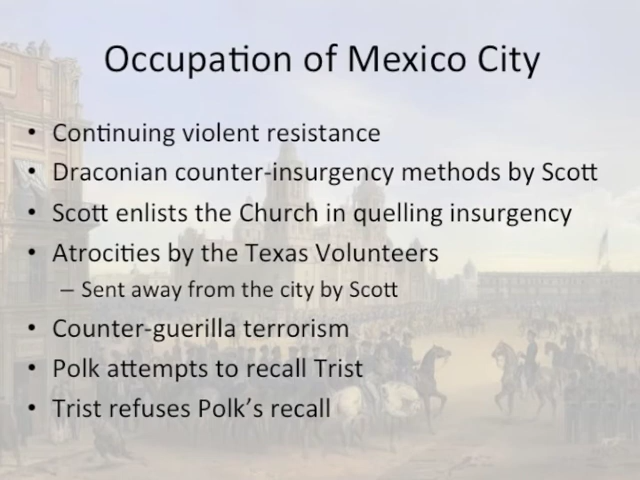 Occupation of Mexico City
• Continuing violent resistance
• Draconian counter-insurgency methods by Scott
• Scott enlists the Church in quelling insurgency
• Atrocities by the Texas Volunteers
– Sent away from the city by Scott
• Counter-guerilla terrorism
• Polk attempts to recall Trist
• Trist refuses Polk's recall